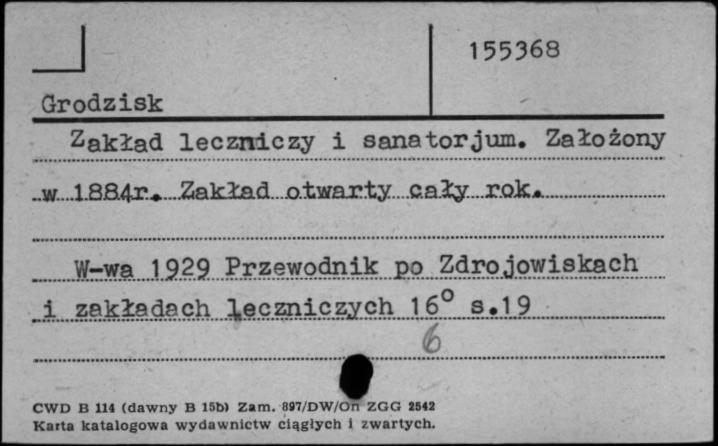 155368
Grodzisk
Zakład leczniczy i sanatorjum. Założony
w 1884r. Zakład otwarty cały rok.
W-wa 1929 Przewodnik po Zdrojowiskach
i zakładach leczniczych 16° s.19
6
CWD B 114 (dawny B 15b) Zam. 897/DW/On ZGG 2542
Karta katalogowa wydawnictw ciągłych i zwartych.